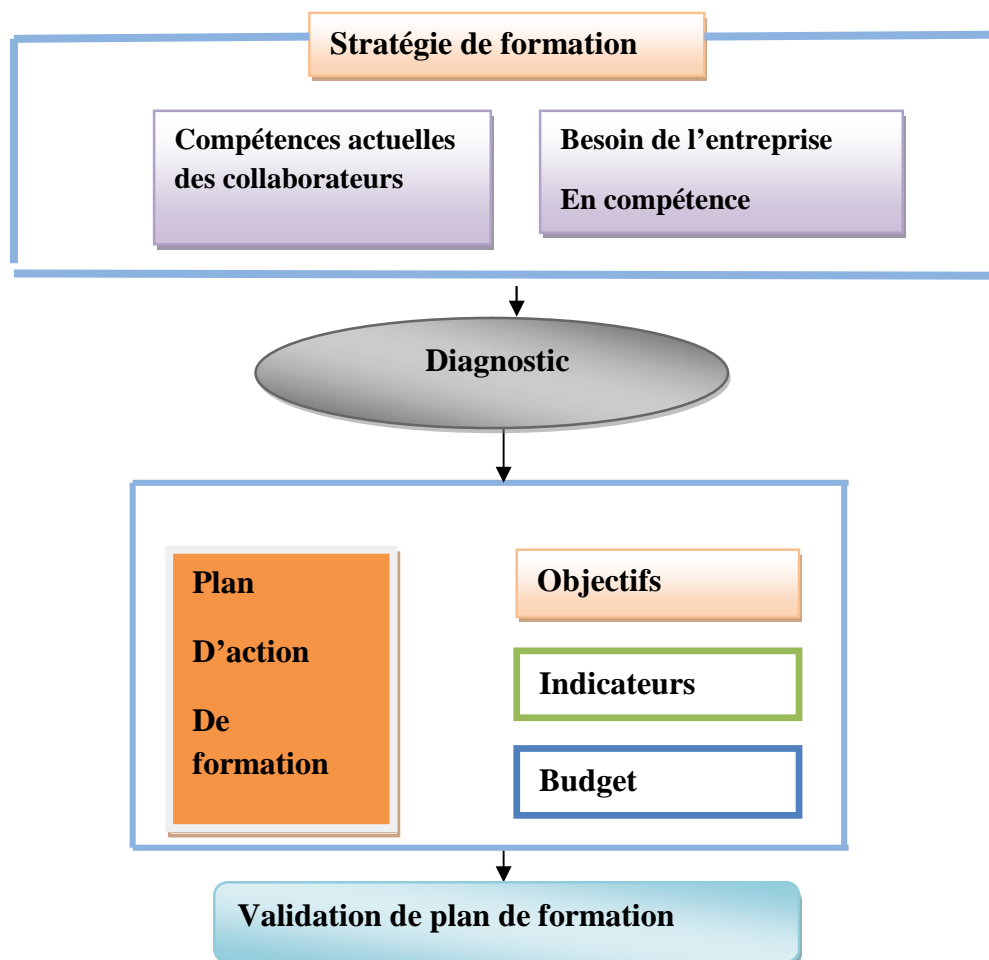 Stratégie de formation
Compétences actuelles
des collaborateurs
Besoin de l’entreprise
En compétence
Diagnostic
Plan
D’action
De
formation
Objectifs
Indicateurs
Budget
Validation de plan de formation